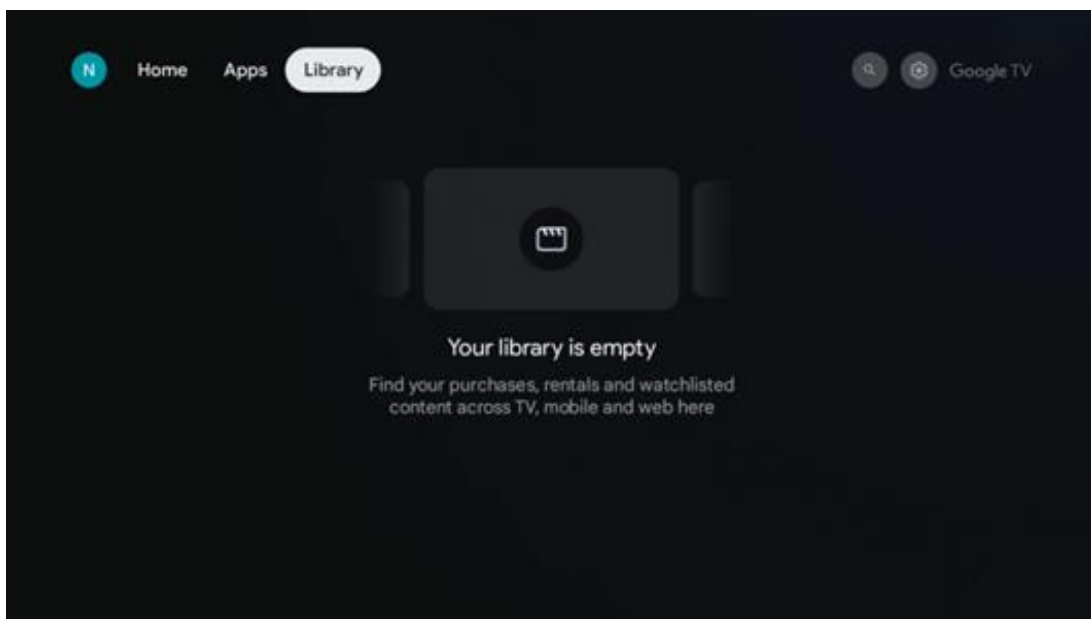 N Home Apps Library Google TV
Your library is empty
Find your purchases, rentals and watchlisted
content across TV, mobile and web here